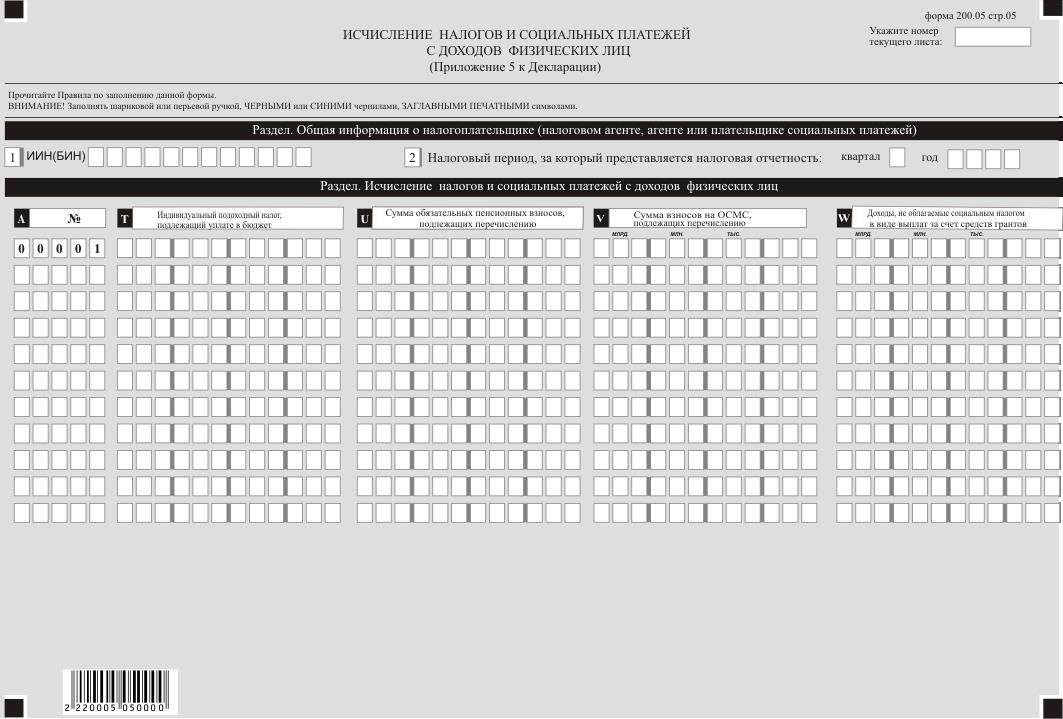 форма 200.05 стр.05
ИСЧИСЛЕНИЕ НАЛОГОВ И СОЦИАЛЬНЫХ ПЛАТЕЖЕЙ
С ДОХОДОВ ФИЗИЧЕСКИХ ЛИЦ
(Приложение 5 к Декларации)
Укажите номер
текущего листа:
Прочитайте Правила по заполнению данной формы.
ВНИМАНИЕ! Заполнять шариковой или перьевой ручкой, ЧЕРНЫМИ или СИНИМИ чернилами, ЗАГЛАВНЫМИ ПЕЧАТНЫМИ символами.
Раздел. Общая информация о налогоплательщике (налоговом агенте, агенте или плательщике социальных платежей)
1 ИИН(БИН)
2 Налоговый период, за который представляется налоговая отчетность: квартал год
Раздел. Исчисление налогов и социальных платежей с доходов физических лиц
A №
T Индивидуальный подоходный налог,
подлежащий уплате в бюджет
U Сумма обязательных пенсионных взносов,
подлежащих перечислению
V Сумма взносов на ОСМС,
подлежащих перечислению
W Доходы, не облагаемые социальным налогом
в виде выплат за счет средств грантов
млрд. млн. тыс. млрд. млн. тыс.
0 0 0 0 1
2 220005 050000